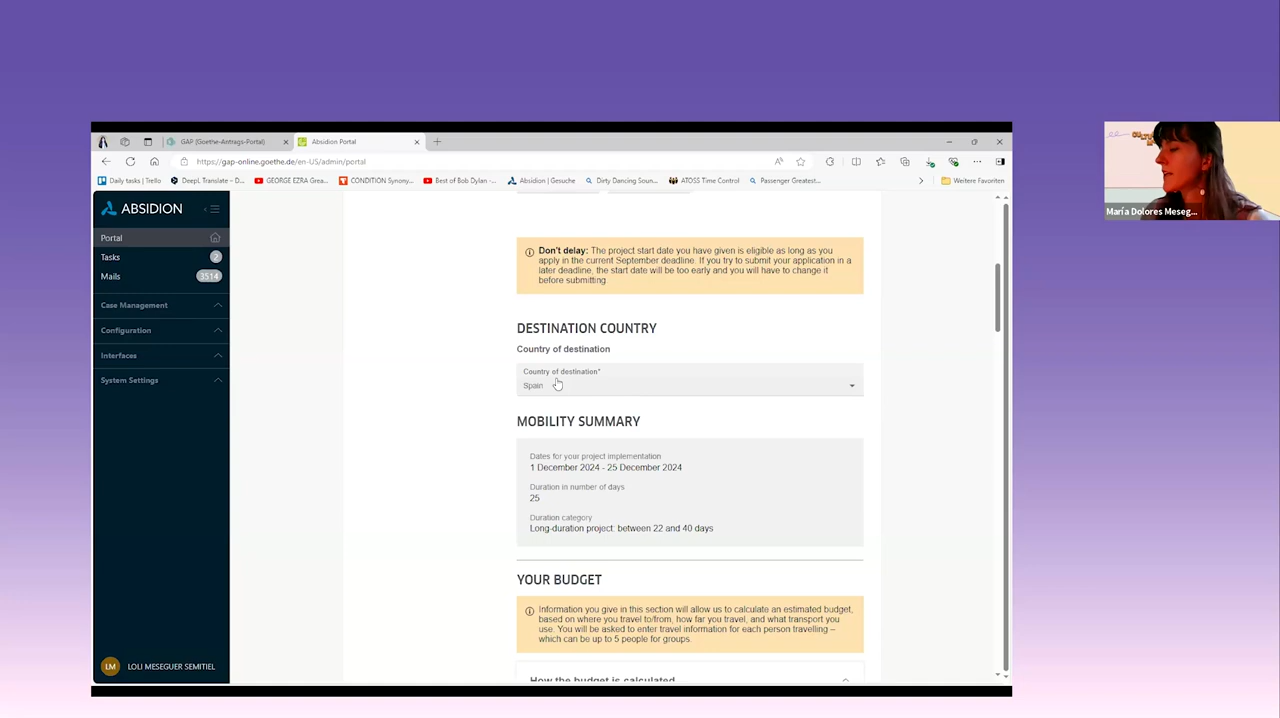 GAP (Goethe-Antrags-Portal)
Absidion Portal
https://gap-online.goethe.de/en-US/admin/portal
Daily tasks | Trello
DeepL Translate – D...
GEORGE EZRA Grea...
CONDITION Synony...
Best of Bob Dylan -...
Absidion | Gesuche
Dirty Dancing Soun...
ATOSS Time Control
Passenger Greatest...
Weitere Favoriten
ABSIDION
Portal
Tasks
2
Mails
3514
Case Management
Configuration
Interfaces
System Settings
LM
LOLI MESEGUER SEMITIEL
Don't delay: The project start date you have given is eligible as long as you
apply in the current September deadline. If you try to submit your application in a
later deadline, the start date will be too early and you will have to change it
before submitting.
DESTINATION COUNTRY
Country of destination
Country of destination*
Spain
MOBILITY SUMMARY
Dates for your project implementation
1 December 2024 - 25 December 2024
Duration in number of days
25
Duration category
Long-duration project: between 22 and 40 days
YOUR BUDGET
Information you give in this section will allow us to calculate an estimated budget,
based on where you travel to/from, how far you travel, and what transport you
use. You will be asked to enter travel information for each person travelling –
which can be up to 5 people for groups.
How the budget is calculated
María Dolores Meseg...